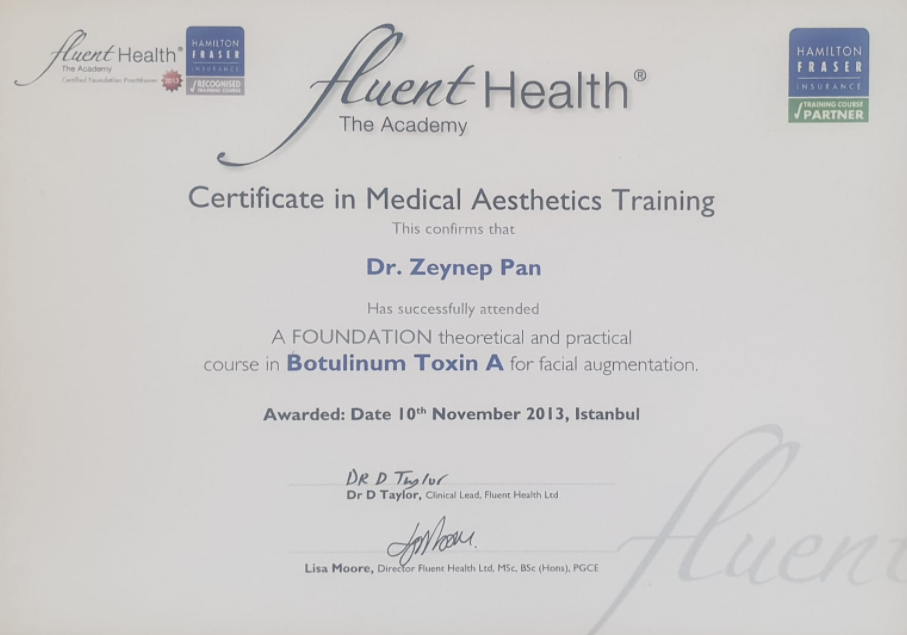 fluent Health®
The Academy
Certified Foundation Practitioner 2013
HAMILTON
FRASER
INSURANCE
√RECOGNISED
TRAINING COURSE
fluent Health®
The Academy
HAMILTON
FRASER
INSURANCE
√TRAINING COURSE
PARTNER
Certificate in Medical Aesthetics Training
This confirms that
Dr. Zeynep Pan
Has successfully attended
A FOUNDATION theoretical and practical
course in Botulinum Toxin A for facial augmentation.
Awarded: Date 10th November 2013, Istanbul
DR D Taylor
Dr D Taylor, Clinical Lead, Fluent Health Ltd
Lisa Moore, Director Fluent Health Ltd, MSc, BSc (Hons), PGCE
fluent